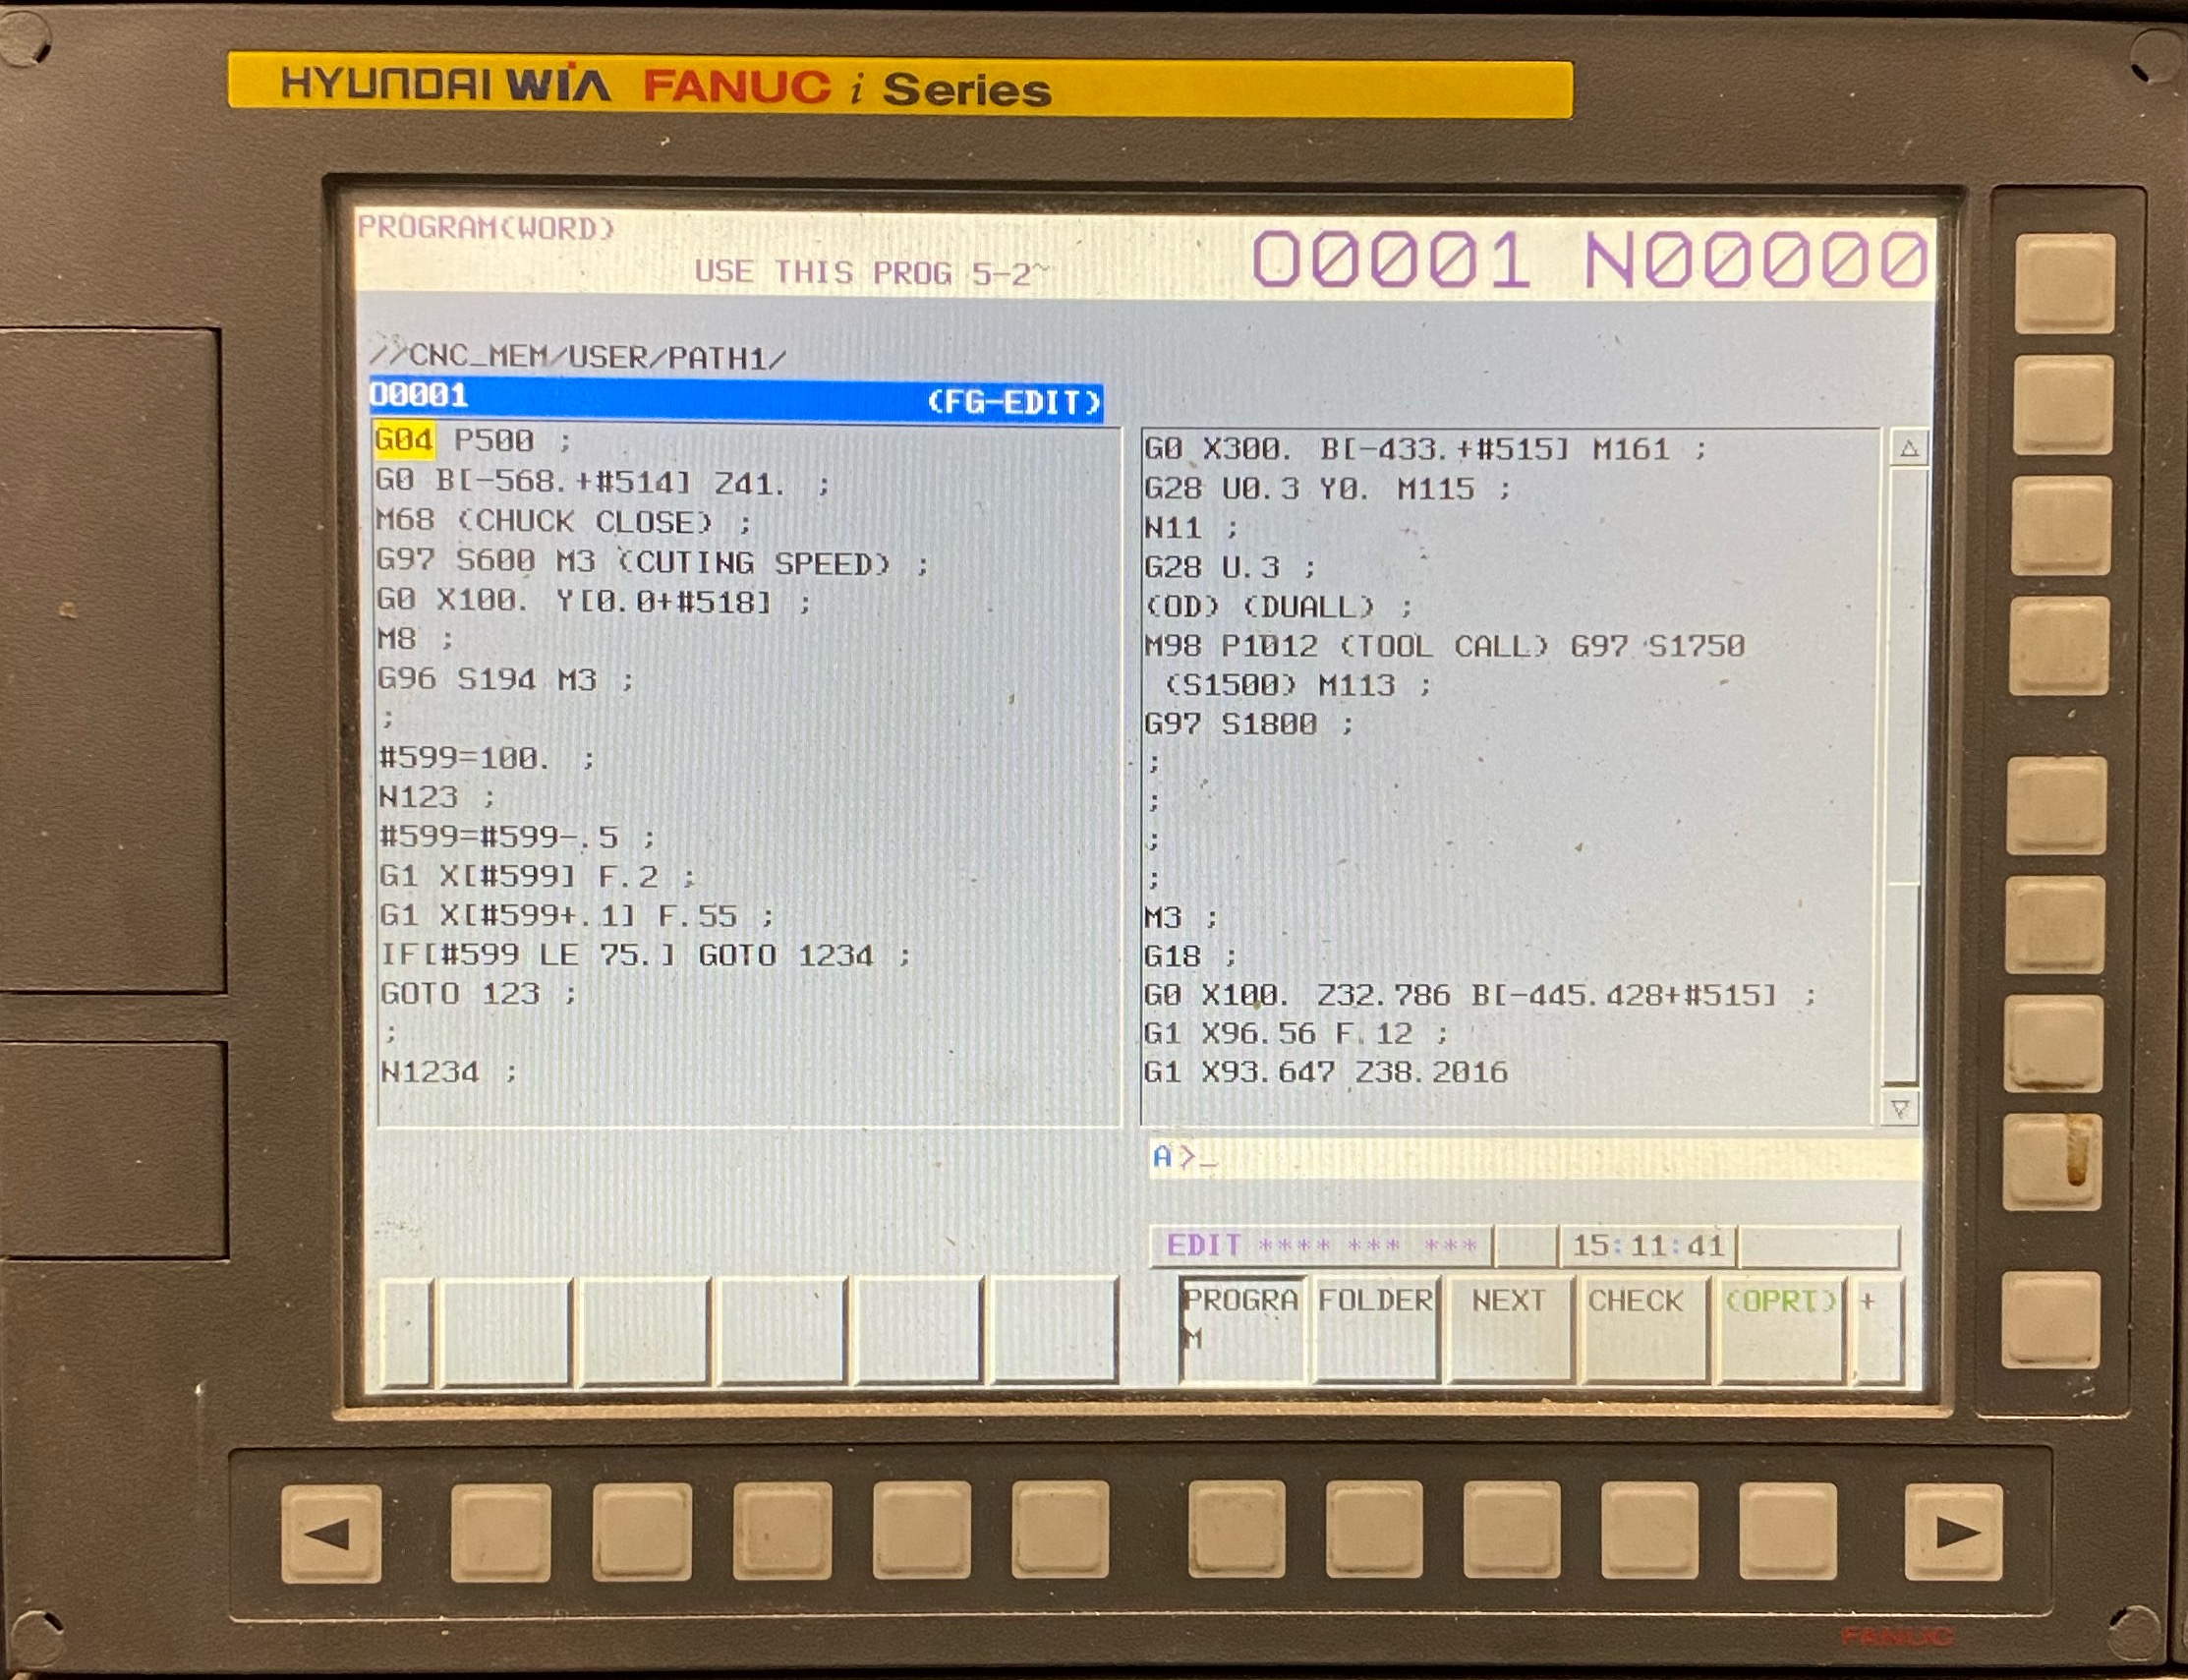 HYUNDAI WIA FANUC i Series
PROGRAM(WORD)
USE THIS PROG 5-2~
O0001 N00000
//CNC_MEM/USER/PATH1/
O0001 (FG-EDIT)
G04 P500 ;
G0 B[-568.+#514] Z41. ;
M68 (CHUCK CLOSE) ;
G97 S600 M3 (CUTING SPEED) ;
G0 X100. Y[0.0+#518] ;
M8 ;
G96 S194 M3 ;
;
#599=100. ;
N123 ;
#599=#599-.5 ;
G1 X[#599] F.2 ;
G1 X[#599+.1] F.55 ;
IF[#599 LE 75.] GOTO 1234 ;
GOTO 123 ;
;
N1234 ;
G0 X300. B[-433.+#515] M161 ;
G28 U0.3 Y0. M115 ;
N11 ;
G28 U.3 ;
(OD) (DUALL) ;
M98 P1012 (TOOL CALL) G97 S1750
(S1500) M113 ;
G97 S1800 ;
;
;
;
;
M3 ;
G18 ;
G0 X100. Z32.786 B[-445.428+#515] ;
G1 X96.56 F.12 ;
G1 X93.647 Z38.2016
A>_
EDIT **** *** *** 15:11:41
PROGRAM FOLDER NEXT CHECK (OPRT) +
FANUC